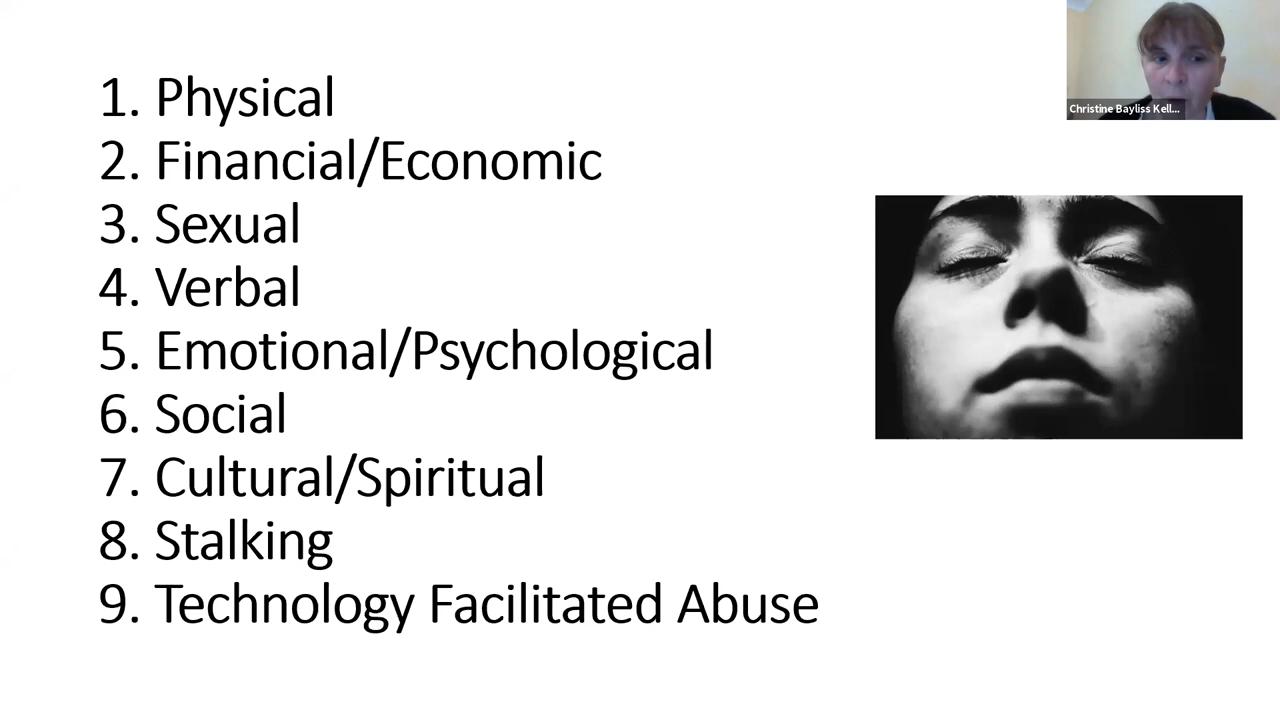 1. Physical
2. Financial/Economic
3. Sexual
4. Verbal
5. Emotional/Psychological
6. Social
7. Cultural/Spiritual
8. Stalking
9. Technology Facilitated Abuse
Christine Bayliss Kell...